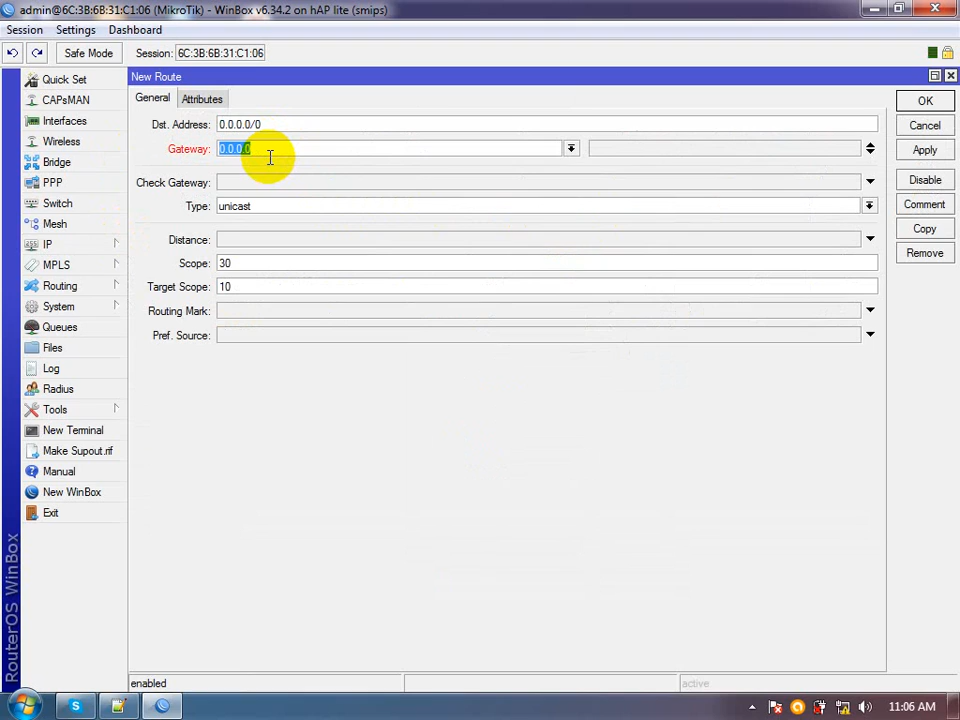 admin@6C:3B:6B:31:C1:06 (MikroTik) - WinBox v6.34.2 on hAP lite (smips)
Session Settings Dashboard
Safe Mode Session: 6C:3B:6B:31:C1:06
Quick Set
CAPsMAN
Interfaces
Wireless
Bridge
PPP
Switch
Mesh
IP
MPLS
Routing
System
Queues
Files
Log
Radius
Tools
New Terminal
Make Supout.rif
Manual
New WinBox
Exit
RouterOS WinBox
New Route
General Attributes
Dst. Address: 0.0.0.0/0
Gateway: 0.0.0.0
Check Gateway:
Type: unicast
Distance:
Scope: 30
Target Scope: 10
Routing Mark:
Pref. Source:
OK
Cancel
Apply
Disable
Comment
Copy
Remove
enabled active
11:06 AM